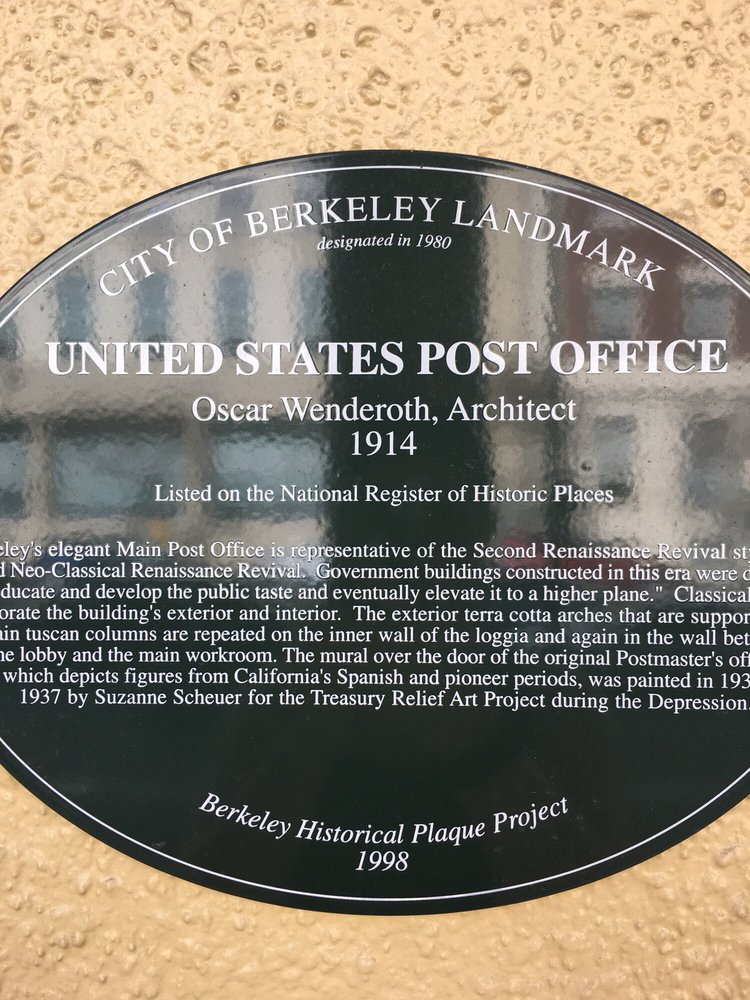 CITY OF BERKELEY LANDMARK
designated in 1980
UNITED STATES POST OFFICE
Oscar Wenderoth, Architect
1914
Listed on the National Register of Historic Places
eley's elegant Main Post Office is representative of the Second Renaissance Revival st
d Neo-Classical Renaissance Revival. Government buildings constructed in this era were
ducate and develop the public taste and eventually elevate it to a higher plane." Classical
orate the building's exterior and interior. The exterior terra cotta arches that are suppor
in tuscan columns are repeated on the inner wall of the loggia and again in the wall bet
he lobby and the main workroom. The mural over the door of the original Postmaster's off
which depicts figures from California's Spanish and pioneer periods, was painted in 193
1937 by Suzanne Scheuer for the Treasury Relief Art Project during the Depression.
Berkeley Historical Plaque Project
1998